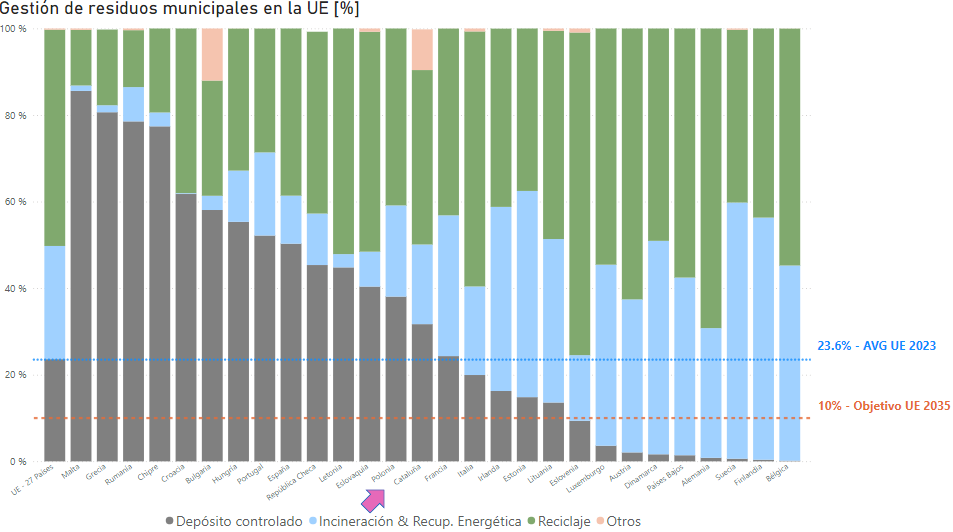 Gestión de residuos municipales en la UE [%]
100 %
80 %
60 %
40 %
20 %
0 %
23.6% - AVG UE 2023
10% - Objetivo UE 2035
UE - 27 Países
Malta
Grecia
Rumania
Chipre
Croacia
Bulgaria
Hungría
Portugal
España
República Checa
Letonia
Eslovaquia
Polonia
Cataluña
Francia
Italia
Irlanda
Estonia
Lituania
Eslovenia
Luxemburgo
Austria
Dinamarca
Países Bajos
Alemania
Suecia
Finlandia
Bélgica
Depósito controlado Incineración & Recup. Energética Reciclaje Otros